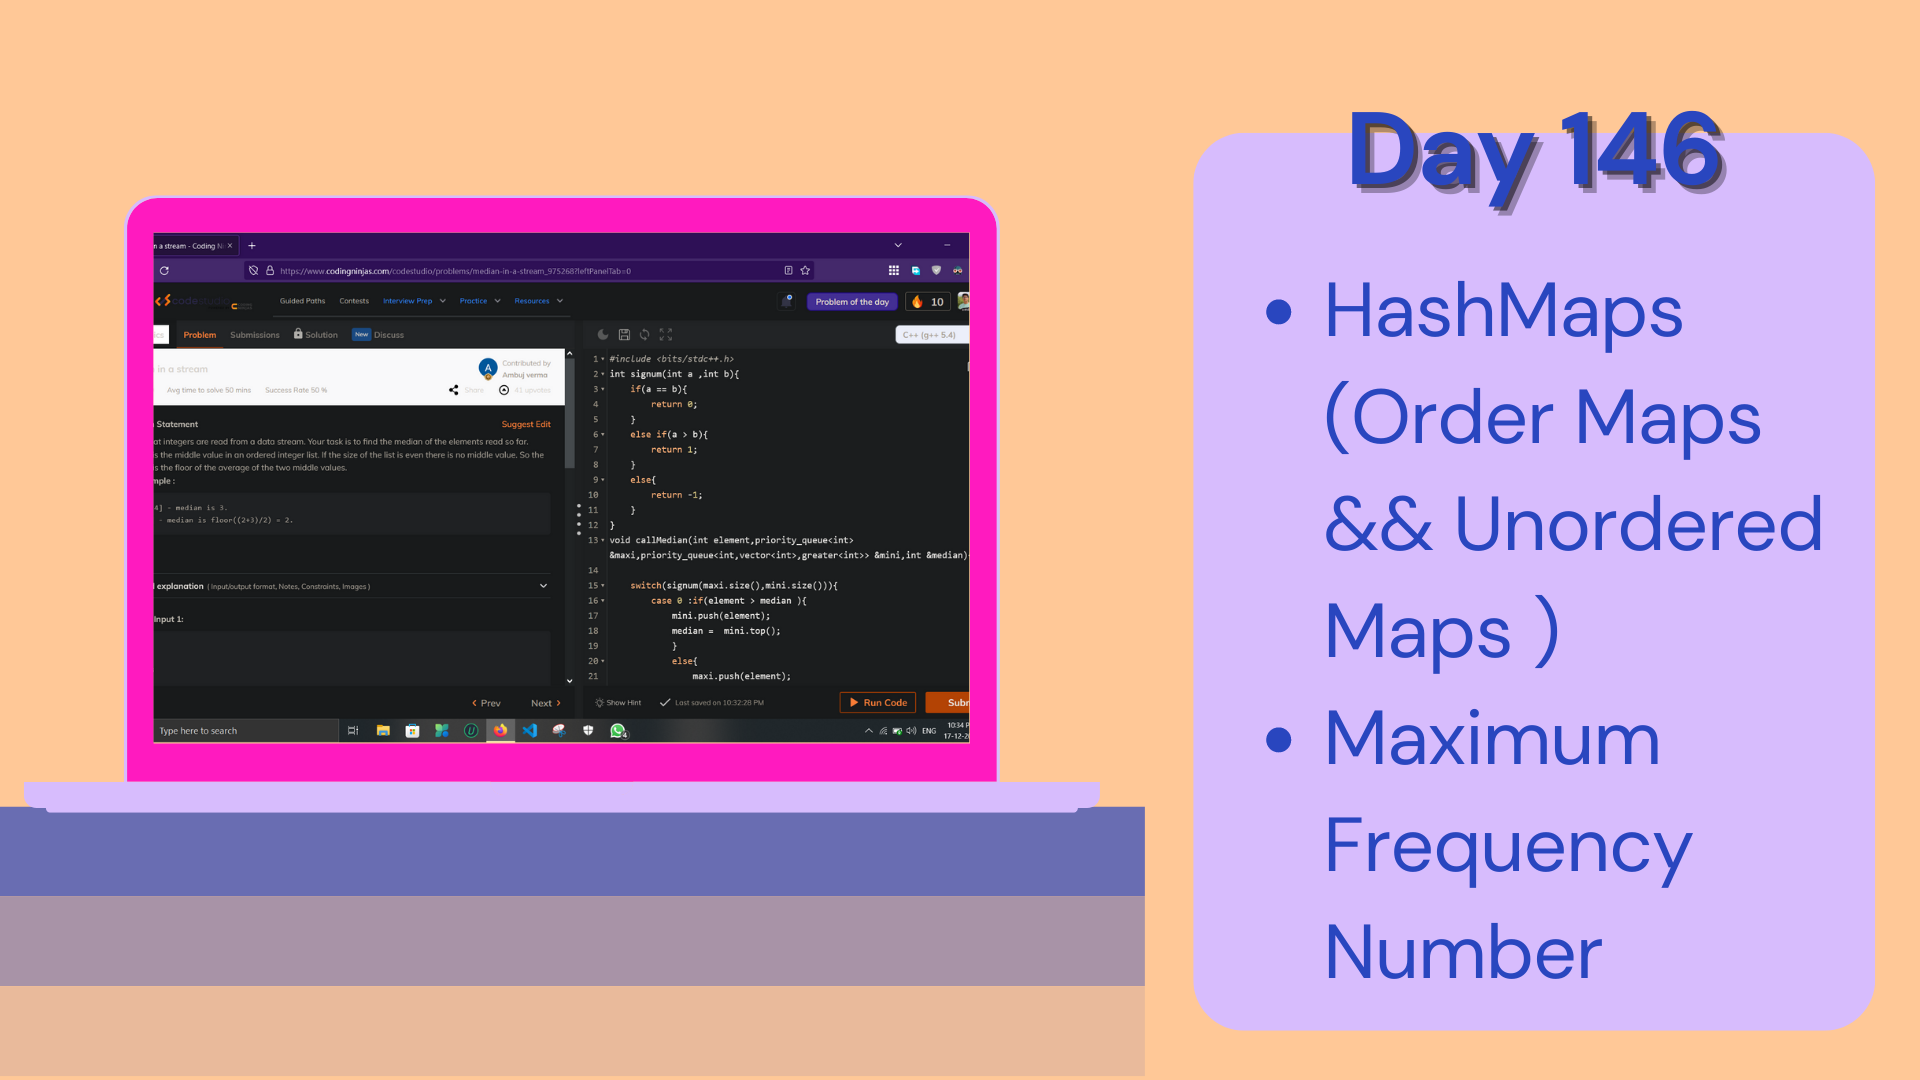 n a stream - Coding Ni ×
https://www.codingninjas.com/codestudio/problems/median-in-a-stream_975268?leftPanelTab=0
codestudio
Guided Paths Contests Interview Prep Practice Resources
Problem of the day 10
Problem Submissions Solution New Discuss
in a stream
Contributed by
Ambuj verma
Avg time to solve 50 mins Success Rate 50 %
Share 41 upvotes
Statement Suggest Edit
at integers are read from a data stream. Your task is to find the median of the elements read so far.
s the middle value in an ordered integer list. If the size of the list is even there is no middle value. So the
s the floor of the average of the two middle values.
mple :
4] - median is 3.
- median is floor((2+3)/2) = 2.
explanation ( Input/output format, Notes, Constraints, Images )
Input 1:
Prev Next
C++ (g++ 5.4)
1 #include <bits/stdc++.h>
2 int signum(int a ,int b){
3 if(a == b){
4 return 0;
5 }
6 else if(a > b){
7 return 1;
8 }
9 else{
10 return -1;
11 }
12 }
13 void callMedian(int element,priority_queue<int>
&maxi,priority_queue<int,vector<int>,greater<int>> &mini,int &median)
14
15 switch(signum(maxi.size(),mini.size())){
16 case 0 :if(element > median ){
17 mini.push(element);
18 median = mini.top();
19 }
20 else{
21 maxi.push(element);
Show Hint Last saved on 10:32:28 PM Run Code Subm
Type here to search
ENG
10:34 P
17-12-2
Day 146
• HashMaps
(Order Maps
&& Unordered
Maps )
• Maximum
Frequency
Number